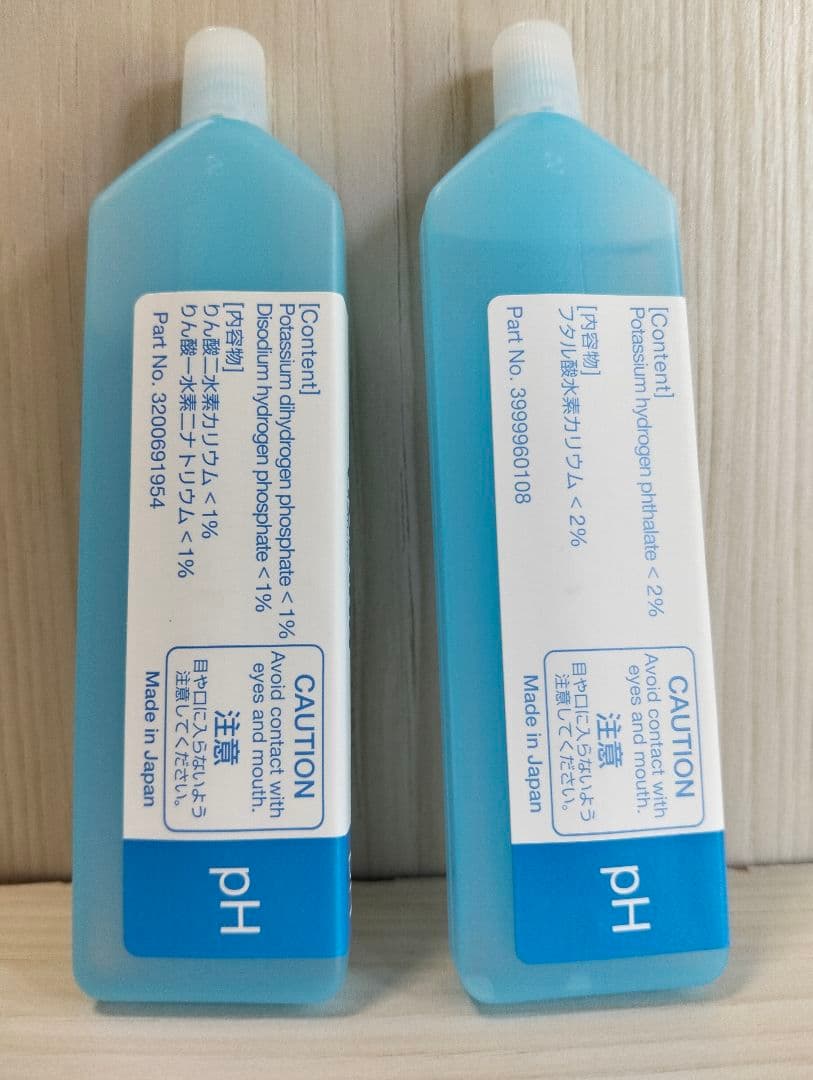 [Content]
Potassium dihydrogen phosphate < 1%
Disodium hydrogen phosphate < 1%
[内容物]
りん酸二水素カリウム < 1%
りん酸一水素二ナトリウム < 1%
Part No. 3200691954
CAUTION
Avoid contact with
eyes and mouth.
注意
目や口に入らないよう
注意してください。
Made in Japan
pH
[Content]
Potassium hydrogen phthalate < 2%
[内容物]
フタル酸水素カリウム < 2%
Part No. 3999960108
CAUTION
Avoid contact with
eyes and mouth.
注意
目や口に入らないよう
注意してください。
Made in Japan
pH